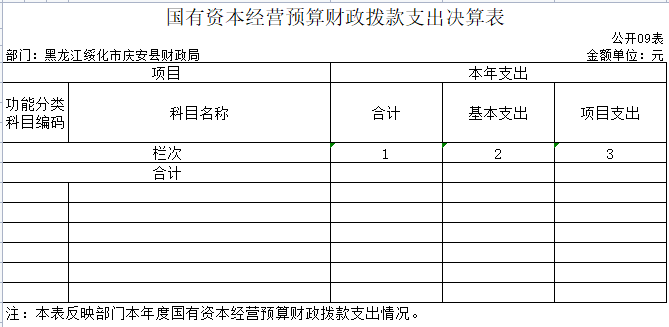 国有资本经营预算财政拨款支出决算表
公开09表
部门：黑龙江绥化市庆安县财政局 金额单位：元
项目 本年支出
功能分类科目编码 科目名称 合计 基本支出 项目支出
栏次 1 2 3
合计
注：本表反映部门本年度国有资本经营预算财政拨款支出情况。